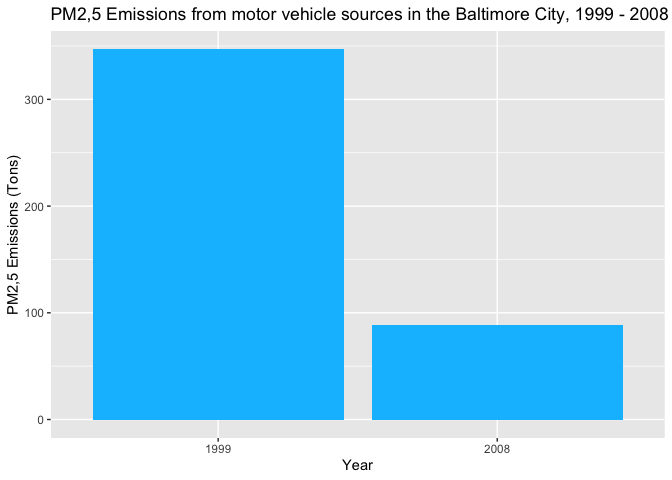 PM2,5 Emissions from motor vehicle sources in the Baltimore City, 1999 - 2008
PM2,5 Emissions (Tons)
300
200
100
0
1999
2008
Year